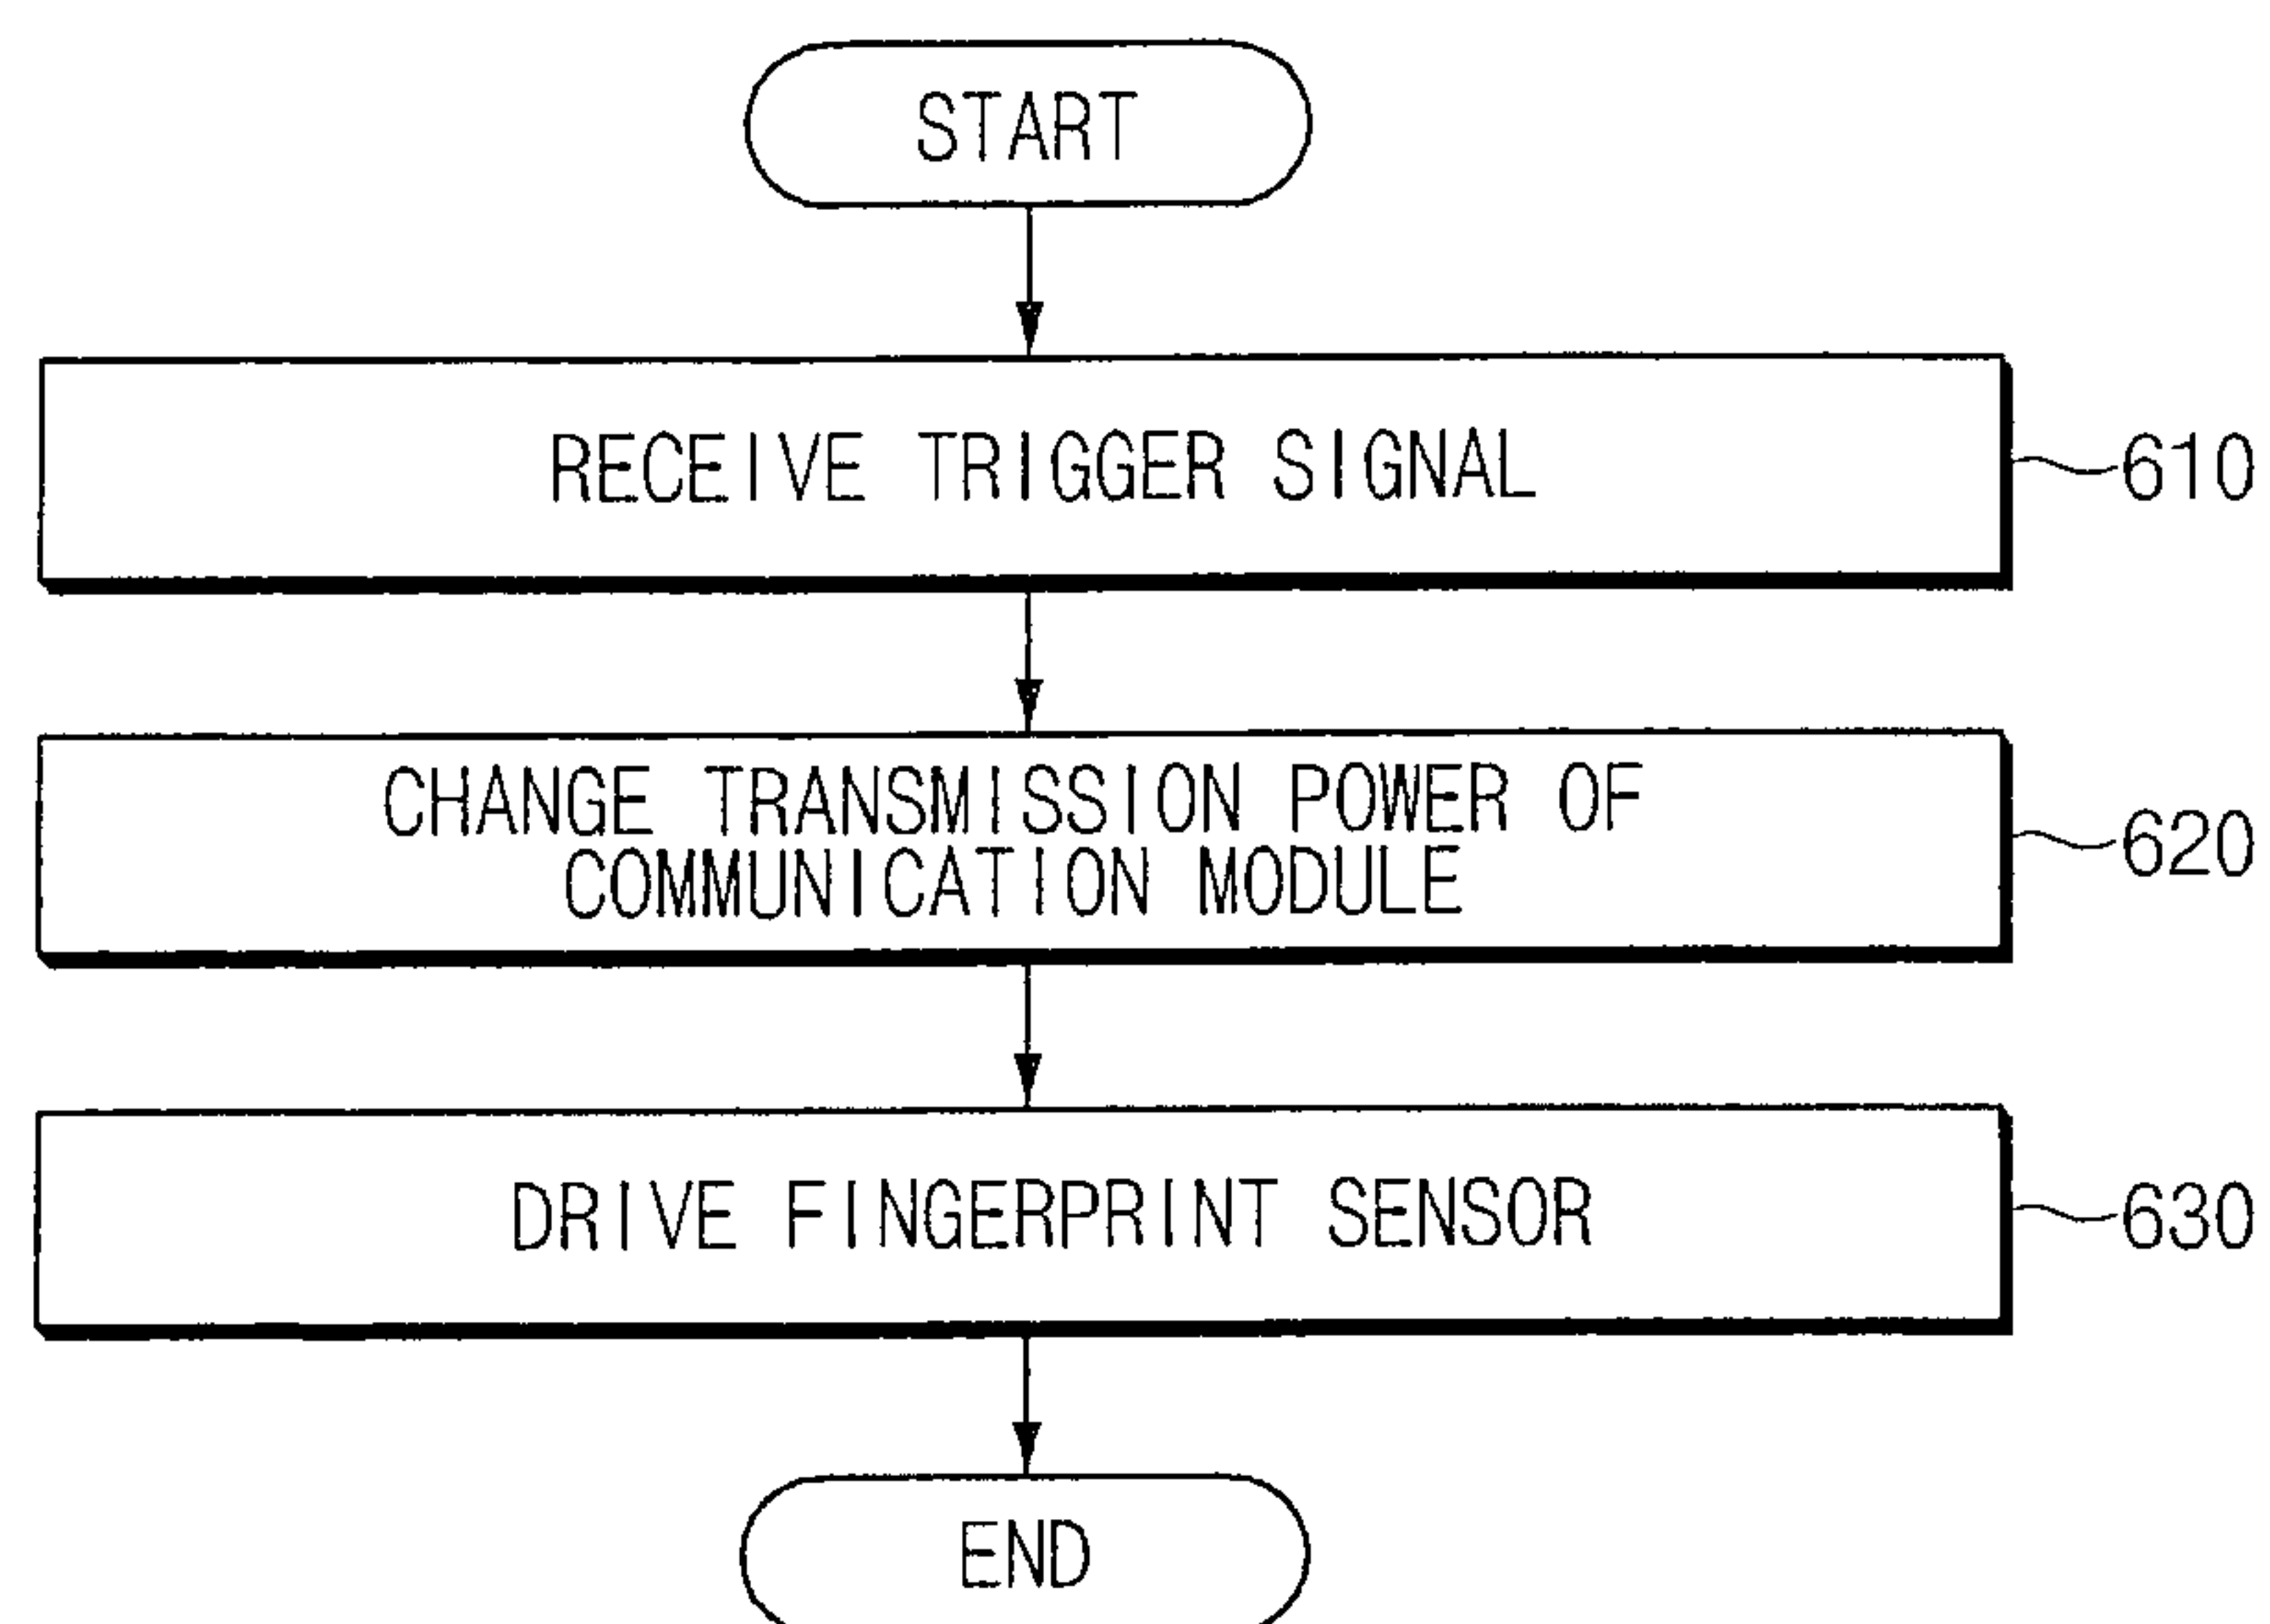 START
RECEIVE TRIGGER SIGNAL
610
CHANGE TRANSMISSION POWER OF
COMMUNICATION MODULE
620
DRIVE FINGERPRINT SENSOR
630
END